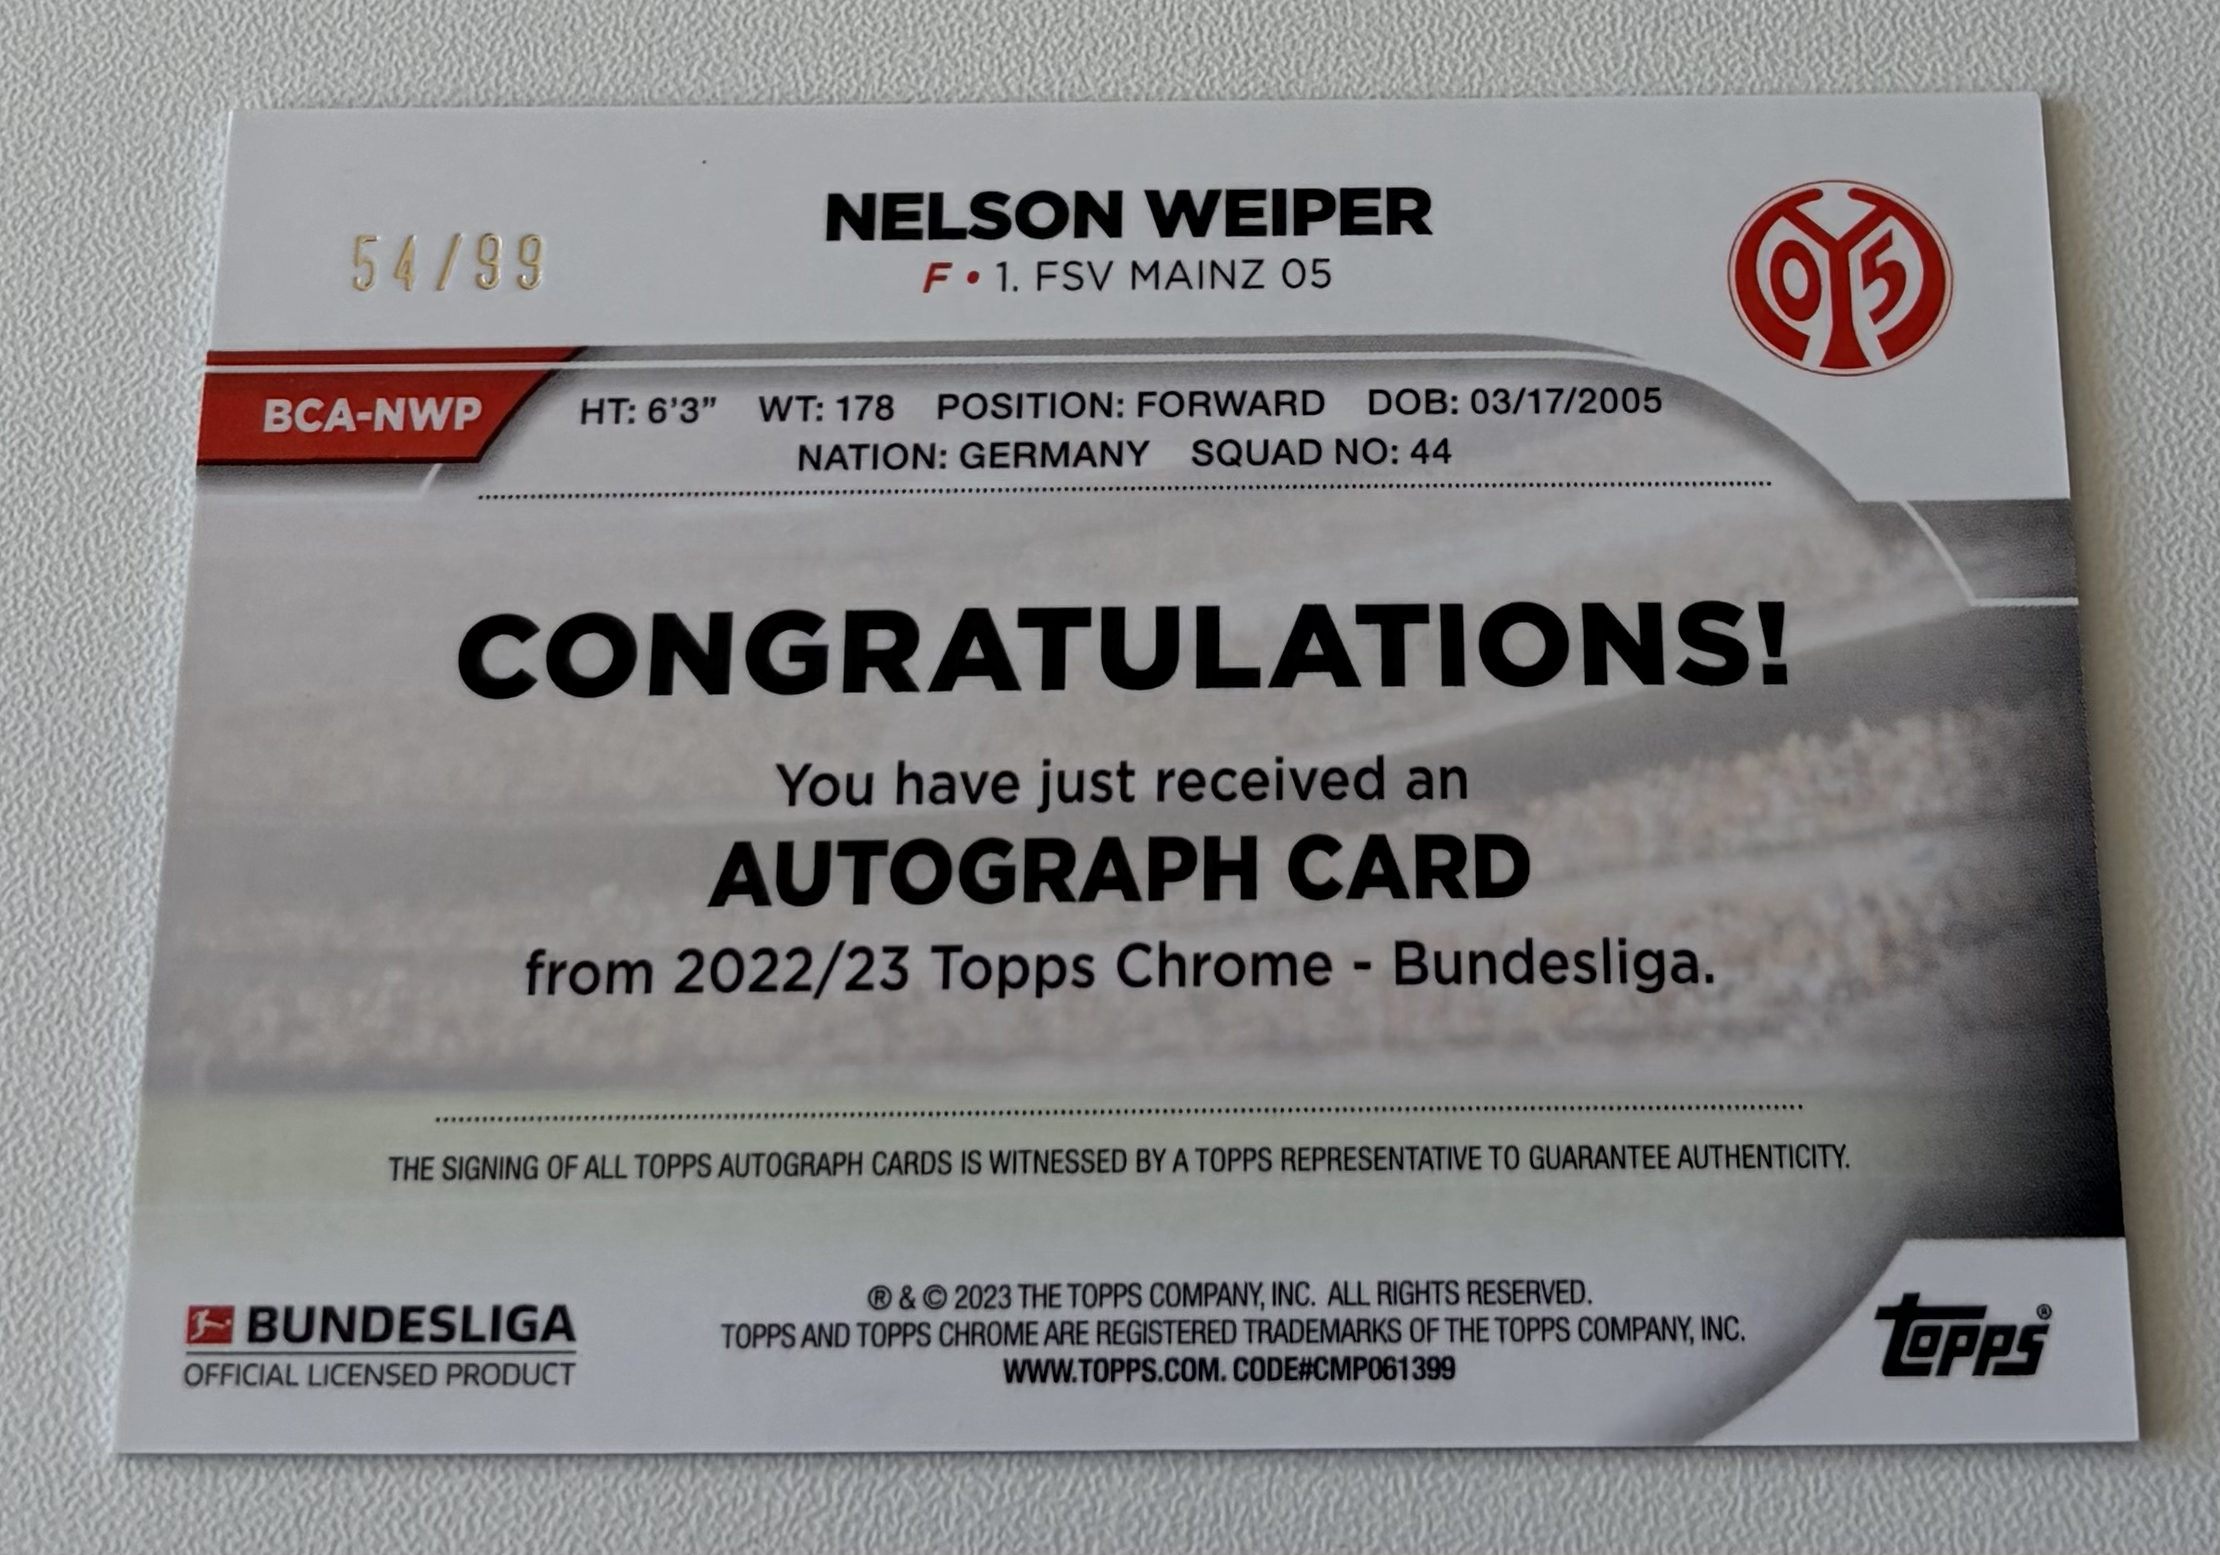 54/99
NELSON WEIPER
F • 1. FSV MAINZ 05
05
BCA-NWP
HT: 6'3" WT: 178 POSITION: FORWARD DOB: 03/17/2005
NATION: GERMANY SQUAD NO: 44
CONGRATULATIONS!
You have just received an
AUTOGRAPH CARD
from 2022/23 Topps Chrome - Bundesliga.
THE SIGNING OF ALL TOPPS AUTOGRAPH CARDS IS WITNESSED BY A TOPPS REPRESENTATIVE TO GUARANTEE AUTHENTICITY.
BUNDESLIGA
OFFICIAL LICENSED PRODUCT
® & © 2023 THE TOPPS COMPANY, INC. ALL RIGHTS RESERVED.
TOPPS AND TOPPS CHROME ARE REGISTERED TRADEMARKS OF THE TOPPS COMPANY, INC.
WWW.TOPPS.COM. CODE#CMP061399
topps®